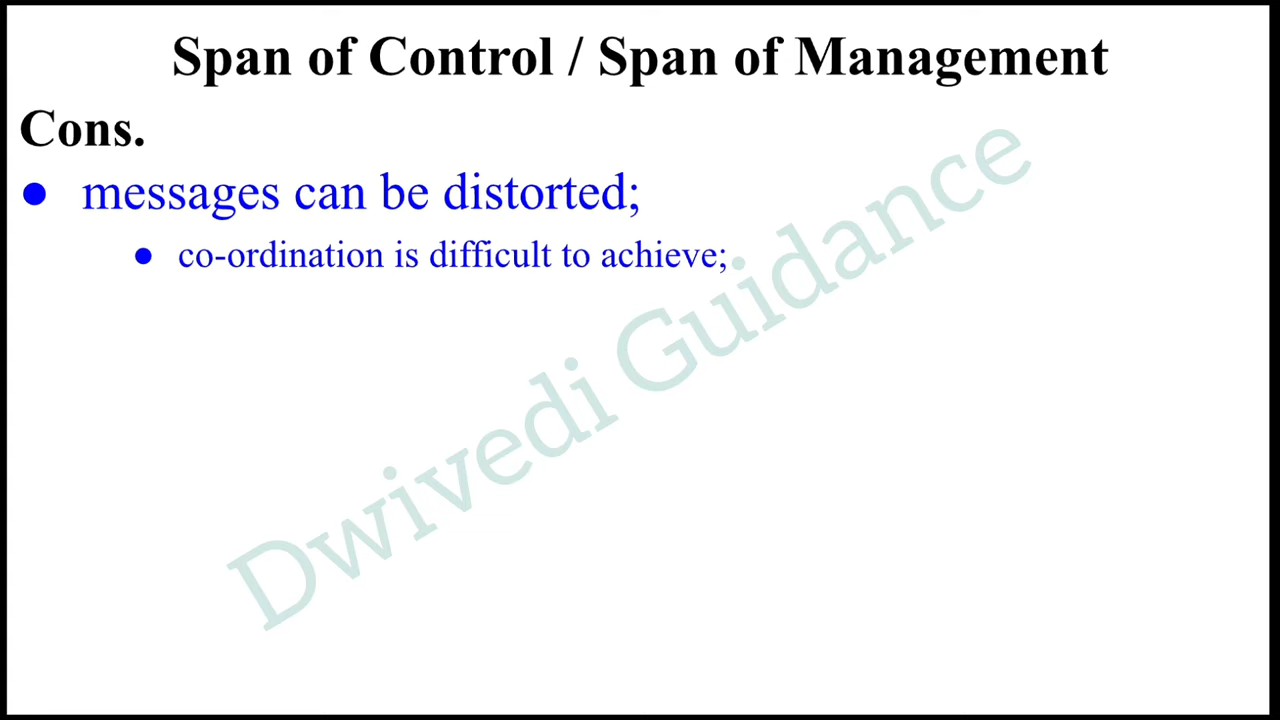 Span of Control / Span of Management
Cons.
● messages can be distorted;
● co-ordination is difficult to achieve;
Dwivedi Guidance